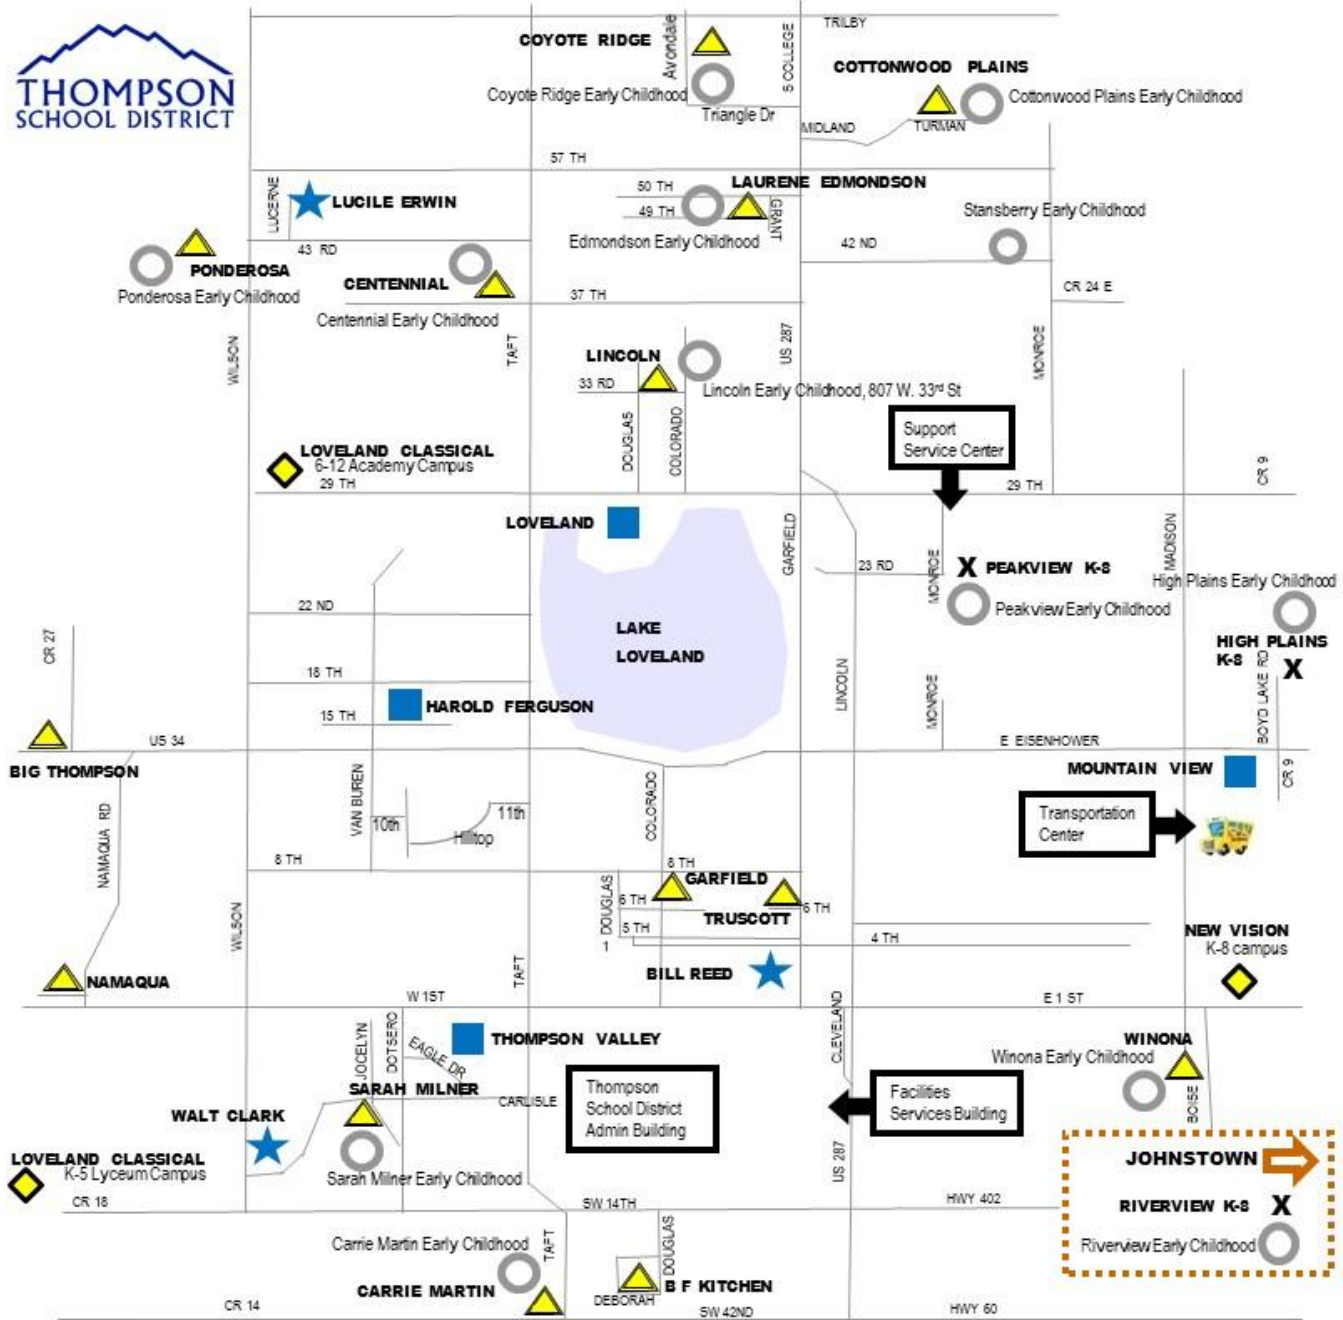 THOMPSON
SCHOOL DISTRICT
COYOTE RIDGE
Avondale
S COLLEGE
TRILBY
COTTONWOOD PLAINS
Coyote Ridge Early Childhood
Cottonwood Plains Early Childhood
Triangle Dr
MIDLAND
TURMAN
57 TH
LUCERNE
LUCILE ERWIN
50 TH
LAURENE EDMONDSON
49 TH
GRANT
Stansberry Early Childhood
43 RD
Edmondson Early Childhood
42 ND
PONDEROSA
Ponderosa Early Childhood
CENTENNIAL
37 TH
CR 24 E
Centennial Early Childhood
WILSON
TAFT
US 287
MONROE
LINCOLN
33 RD
Lincoln Early Childhood, 807 W. 33rd St
DOUGLAS
COLORADO
Support
Service Center
LOVELAND CLASSICAL
6-12 Academy Campus
29 TH
29 TH
CR 9
LOVELAND
GARFIELD
MADISON
23 RD
MONROE
PEAKVIEW K-8
High Plains Early Childhood
Peakview Early Childhood
22 ND
LAKE
LOVELAND
CR 27
HIGH PLAINS
K-8
18 TH
LINCOLN
MONROE
BOYD LAKE RD
15 TH
HAROLD FERGUSON
US 34
E EISENHOWER
BIG THOMPSON
MOUNTAIN VIEW
CR 9
VAN BUREN
COLORADO
NAMAQUA RD
10th
11th
Hilltop
Transportation
Center
8 TH
8 TH
GARFIELD
DOUGLAS
6 TH
TRUSCOTT
6 TH
WILSON
5 TH
1
4 TH
NEW VISION
K-8 campus
TAFT
BILL REED
NAMAQUA
W 1ST
E 1 ST
CLEVELAND
JOCELYN
DOTSERO
EAGLE DR
THOMPSON VALLEY
WINONA
Winona Early Childhood
SARAH MILNER
CARLISLE
Thompson
School District
Admin Building
Facilities
Services Building
BOISE
WALT CLARK
US 287
LOVELAND CLASSICAL
K-5 Lyceum Campus
Sarah Milner Early Childhood
JOHNSTOWN
CR 18
SW 14TH
HWY 402
RIVERVIEW K-8
Carrie Martin Early Childhood
TAFT
DOUGLAS
Riverview Early Childhood
CARRIE MARTIN
B F KITCHEN
DEBORAH
CR 14
SW 42ND
HWY 60